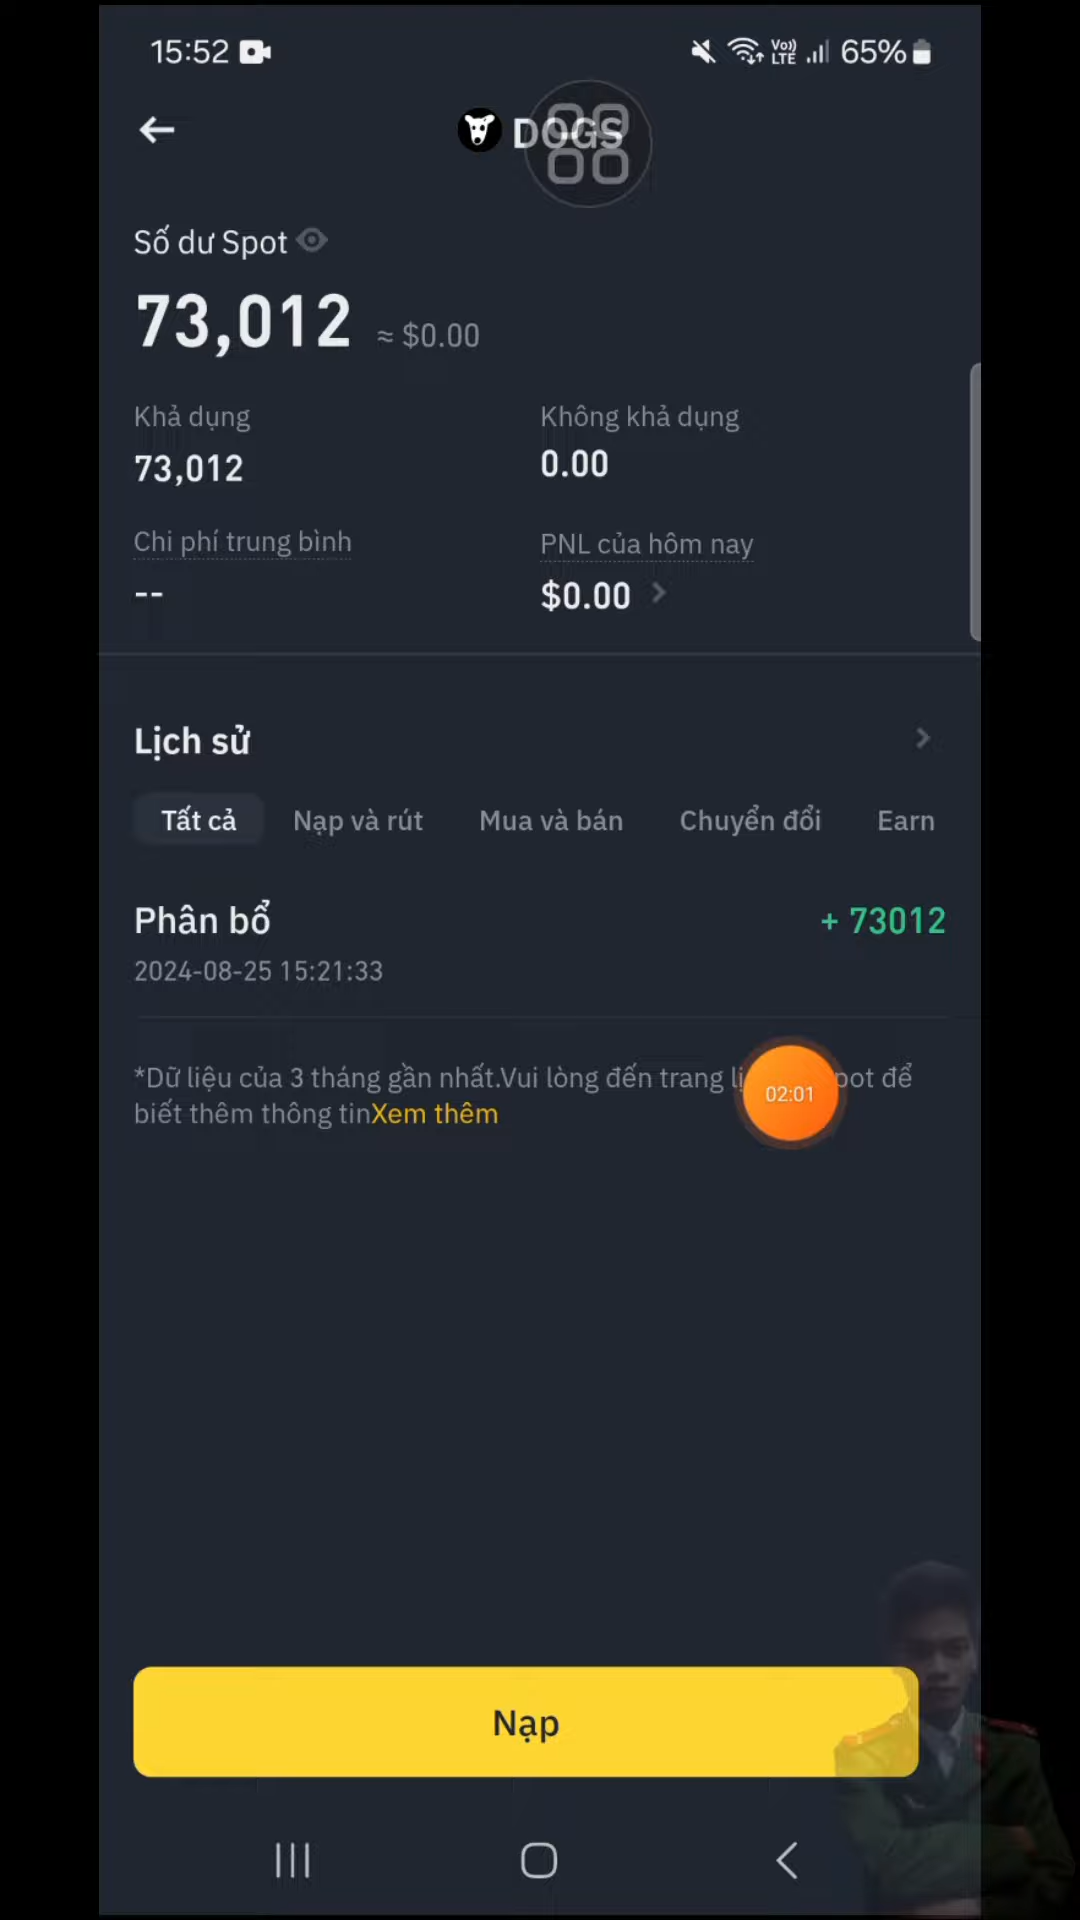 15:52 Vo)) LTE 65%
DOGS
Số dư Spot
73,012 ≈ $0.00
Khả dụng Không khả dụng
73,012 0.00
Chi phí trung bình PNL của hôm nay
-- $0.00
Lịch sử
Tất cả Nạp và rút Mua và bán Chuyển đổi Earn
Phân bổ + 73012
2024-08-25 15:21:33
*Dữ liệu của 3 tháng gần nhất.Vui lòng đến trang 02:01 để
biết thêm thông tinXem thêm
Nạp